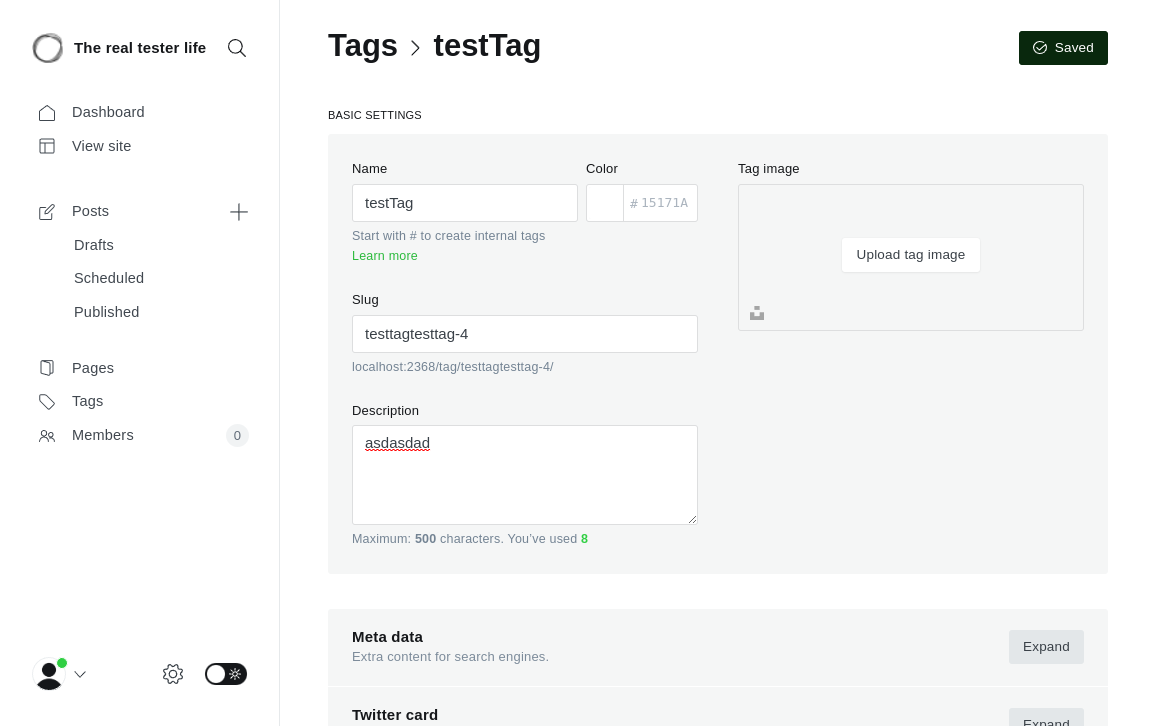 The real tester life
Dashboard
View site
Posts
Drafts
Scheduled
Published
Pages
Tags
Members
0
Tags > testTag
Saved
BASIC SETTINGS
Name
testTag
Start with # to create internal tags
Learn more
Color
# 15171A
Slug
testtagtesttag-4
localhost:2368/tag/testtagtesttag-4/
Description
asdasdad
Maximum: 500 characters. You’ve used 8
Tag image
Upload tag image
Meta data
Extra content for search engines.
Expand
Twitter card
Expand